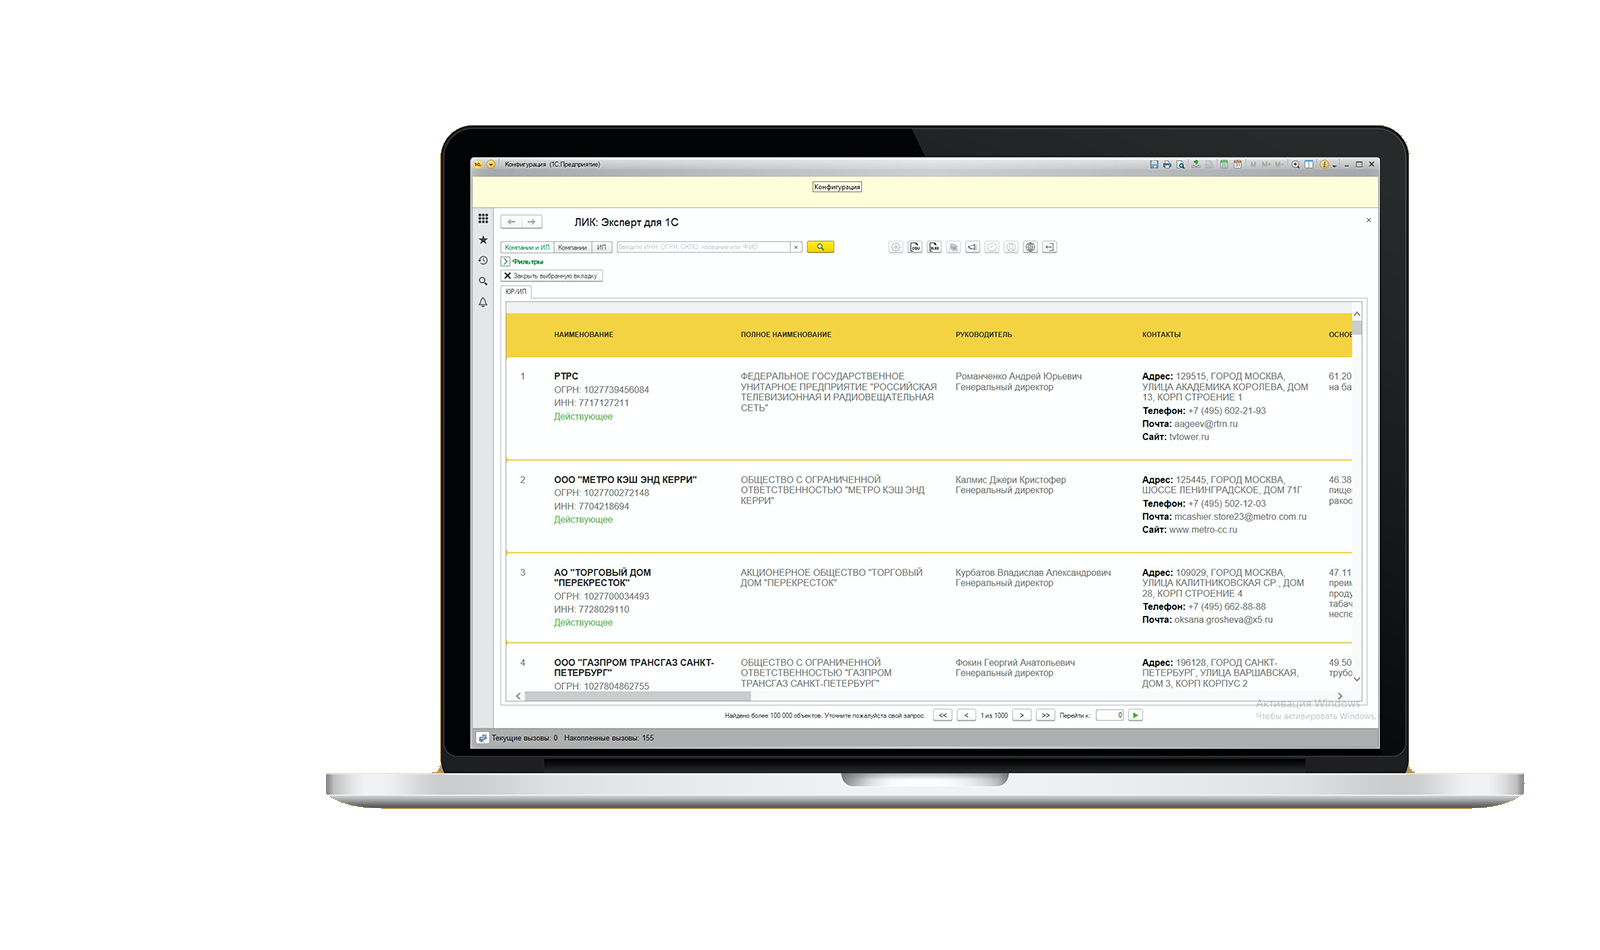 Конфигурация (1С:Предприятие)
Конфигурация
ЛИК: Эксперт для 1С
Компании и ИП Компании ИП Введите ИНН, ОГРН, ОКПО, название или ФИО
Фильтры
Закрыть выбранную вкладку
ЮР/ИП
НАИМЕНОВАНИЕ ПОЛНОЕ НАИМЕНОВАНИЕ РУКОВОДИТЕЛЬ КОНТАКТЫ ОСНОВ
1 РТРС ФЕДЕРАЛЬНОЕ ГОСУДАРСТВЕННОЕ Романченко Андрей Юрьевич Адрес: 129515, ГОРОД МОСКВА, 61.20
ОГРН: 1027739456084 УНИТАРНОЕ ПРЕДПРИЯТИЕ "РОССИЙСКАЯ Генеральный директор УЛИЦА АКАДЕМИКА КОРОЛЕВА, ДОМ на ба
ИНН: 7717127211 ТЕЛЕВИЗИОННАЯ И РАДИОВЕЩАТЕЛЬНАЯ 13, КОРП СТРОЕНИЕ 1
Действующее СЕТЬ" Телефон: +7 (495) 602-21-93
Почта: aageev@rtrn.ru
Сайт: tvtower.ru
2 ООО "МЕТРО КЭШ ЭНД КЕРРИ" ОБЩЕСТВО С ОГРАНИЧЕННОЙ Калмис Джери Кристофер Адрес: 125445, ГОРОД МОСКВА, 46.38
ОГРН: 1027700272148 ОТВЕТСТВЕННОСТЬЮ "МЕТРО КЭШ ЭНД Генеральный директор ШОССЕ ЛЕНИНГРАДСКОЕ, ДОМ 71Г пище
ИНН: 7704218694 КЕРРИ" Телефон: +7 (495) 502-12-03 ракос
Действующее Почта: mcashier.store23@metro.com.ru
Сайт: www.metro-cc.ru
3 АО "ТОРГОВЫЙ ДОМ АКЦИОНЕРНОЕ ОБЩЕСТВО "ТОРГОВЫЙ Курбатов Владислав Александрович Адрес: 109029, ГОРОД МОСКВА, 47.11
"ПЕРЕКРЕСТОК" ДОМ "ПЕРЕКРЕСТОК" Генеральный директор УЛИЦА КАЛИТНИКОВСКАЯ СР., ДОМ преим
ОГРН: 1027700034493 28, КОРП СТРОЕНИЕ 4 проду
ИНН: 7728029110 Телефон: +7 (495) 662-88-88 табач
Действующее Почта: oksana.grosheva@x5.ru неспе
4 ООО "ГАЗПРОМ ТРАНСГАЗ САНКТ- ОБЩЕСТВО С ОГРАНИЧЕННОЙ Фокин Георгий Анатольевич Адрес: 196128, ГОРОД САНКТ- 49.50
ПЕТЕРБУРГ" ОТВЕТСТВЕННОСТЬЮ "ГАЗПРОМ Генеральный директор ПЕТЕРБУРГ, УЛИЦА ВАРШАВСКАЯ, трубо
ОГРН: 1027804862755 ТРАНСГАЗ САНКТ-ПЕТЕРБУРГ" ДОМ 3, КОРП КОРПУС 2
Активация Windows
Найдено более 100 000 объектов. Уточните пожалуйста свой запрос. << < 1 из 1000 > >> Перейти к: 0
Чтобы активировать Windows,
Текущие вызовы: 0 Накопленные вызовы: 155